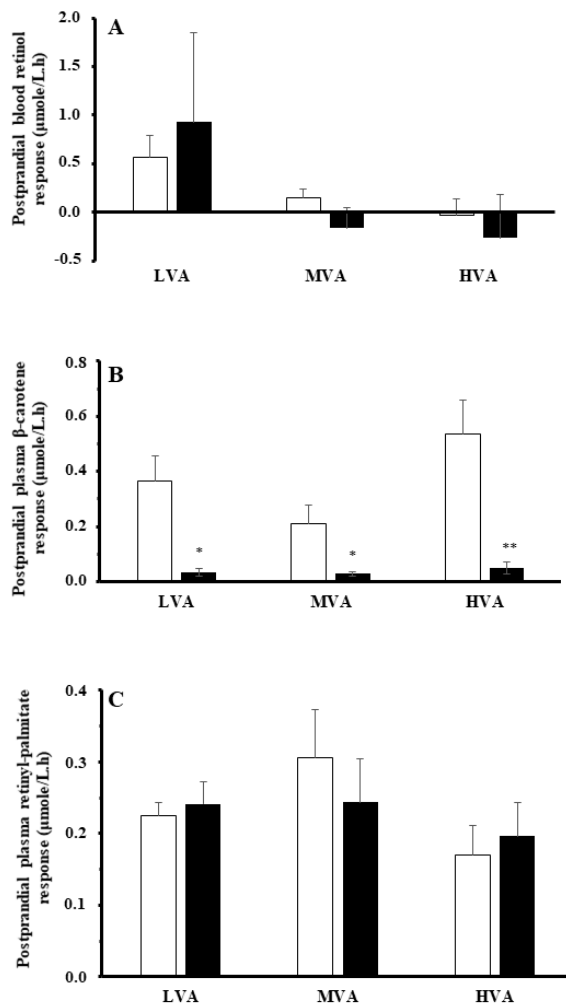 A
Postprandial blood retinol
response (µmole/L.h)
2.0
1.5
1.0
0.5
0.0
-0.5
LVA MVA HVA
B
Postprandial plasma β-carotene
response (µmole/L.h)
0.8
0.6
0.4
0.2
0.0
* * **
LVA MVA HVA
C
Postprandial plasma retinyl-palmitate
response (µmole/L.h)
0.4
0.3
0.2
0.1
0.0
LVA MVA HVA